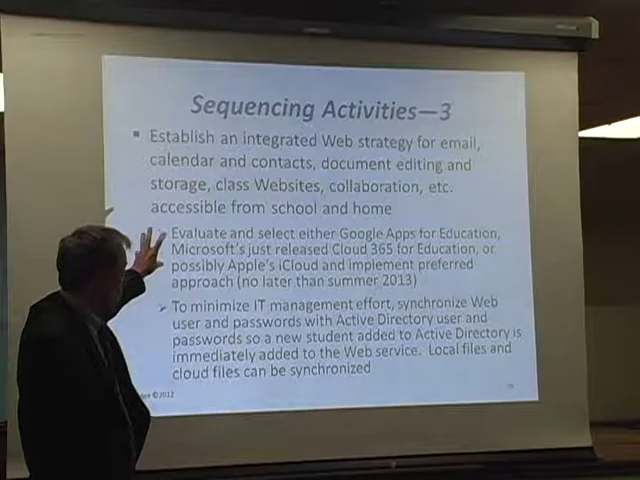 Sequencing Activities—3
▪ Establish an integrated Web strategy for email,
calendar and contacts, document editing and
storage, class Websites, collaboration, etc.
accessible from school and home
Evaluate and select either Google Apps for Education,
Microsoft's just released Cloud 365 for Education, or
possibly Apple's iCloud and implement preferred
approach (no later than summer 2013)
➢ To minimize IT management effort, synchronize Web
user and passwords with Active Directory user and
passwords so a new student added to Active Directory is
immediately added to the Web service. Local files and
cloud files can be synchronized
©2012